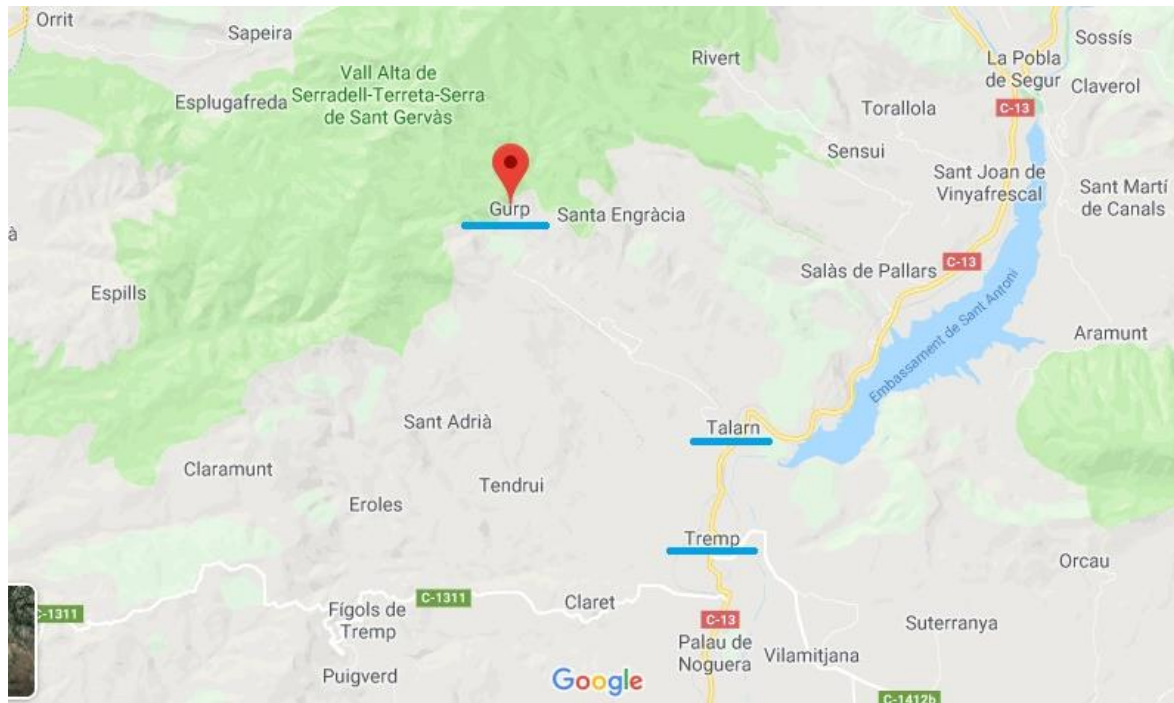 Orrit
Sapeira
Rivert
Sossís
La Pobla
de Segur
Claverol
Vall Alta de
Serradell-Terreta-Serra
de Sant Gervàs
Esplugafreda
C-13
Torallola
Sensui
Sant Joan de
Vinyafrescal
Sant Martí
de Canals
Gurp
Santa Engràcia
à
Salàs de Pallars
C-13
Espills
Embassament de Sant Antoni
Aramunt
Sant Adrià
Talarn
Claramunt
Tendrui
Eroles
Tremp
Orcau
C-1311
C-1311
Claret
Fígols de
Tremp
C-13
Suterranya
Palau de
Noguera
Vilamitjana
Puigverd
Google
C-1412b